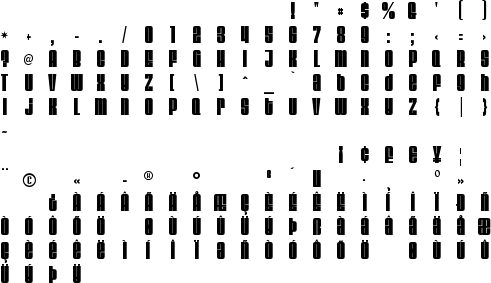 ! " # $ % & ' ( )
* + , - . / 0 1 2 3 4 5 6 7 8 9 : ; < = >
? @ A B C D E F G H I J K L M N O P Q R S
T U V W X Y Z [ \ ] ^ _ ` a b c d e f g h
i j k l m n o p q r s t u v w x y z { | }
~
¡ ¢ £ ¥ ¦
¨ © « - ® ° ´ · º »
¿ À Á Â Ã Ä Å Æ Ç È É Ê Ë Ì Í Î Ï Ð Ñ
Ò Ó Ô Õ Ö Ø Ù Ú Û Ü Ý Þ ß à á â ã ä å æ
ç è é ê ë ì í î ï ð ñ ò ó ô õ ö ø ù ú û
ü ý þ ÿ